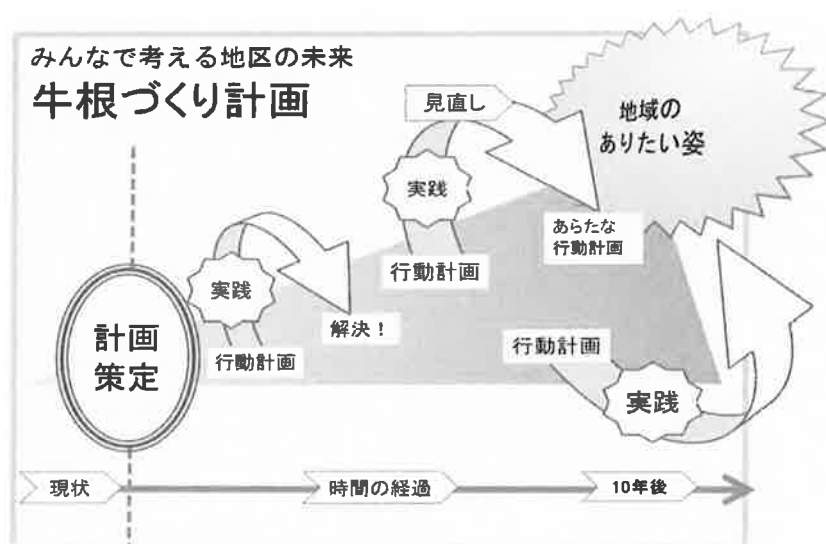 みんなで考える地区の未来
牛根づくり計画
見直し
地域の
ありたい姿
実践
あらたな
行動計画
行動計画
実践
解決！
行動計画
計画
策定
行動計画
実践
現状
時間の経過
10年後